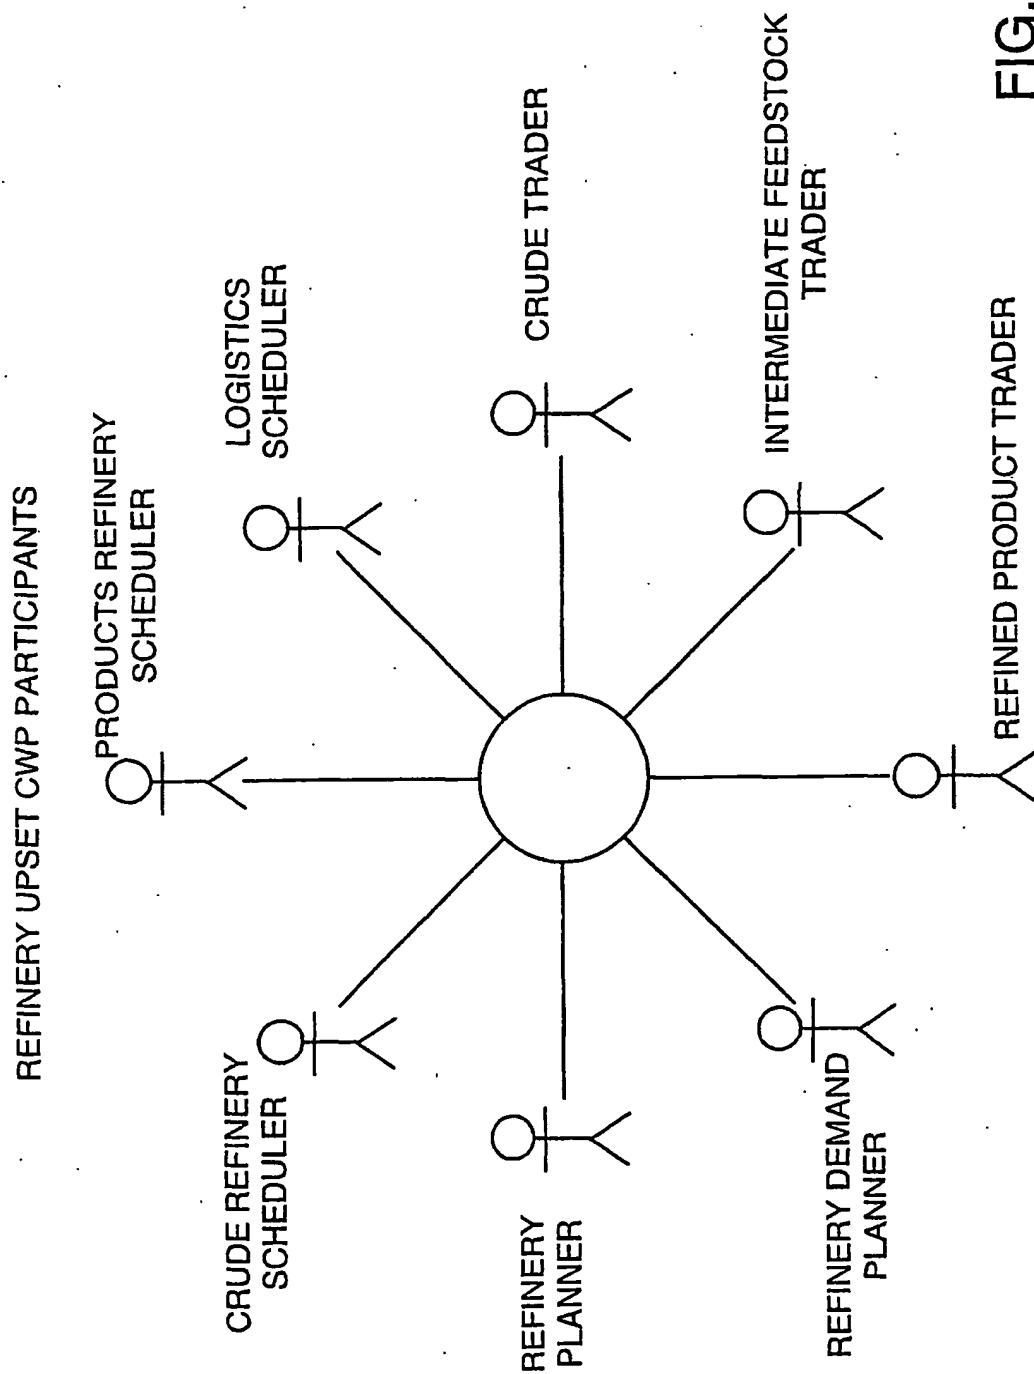 REFINERY UPSET CWP PARTICIPANTS
PRODUCTS REFINERY
SCHEDULER
LOGISTICS
SCHEDULER
CRUDE REFINERY
SCHEDULER
CRUDE TRADER
REFINERY
PLANNER
INTERMEDIATE FEEDSTOCK
TRADER
REFINERY DEMAND
PLANNER
REFINED PRODUCT TRADER
FIG.